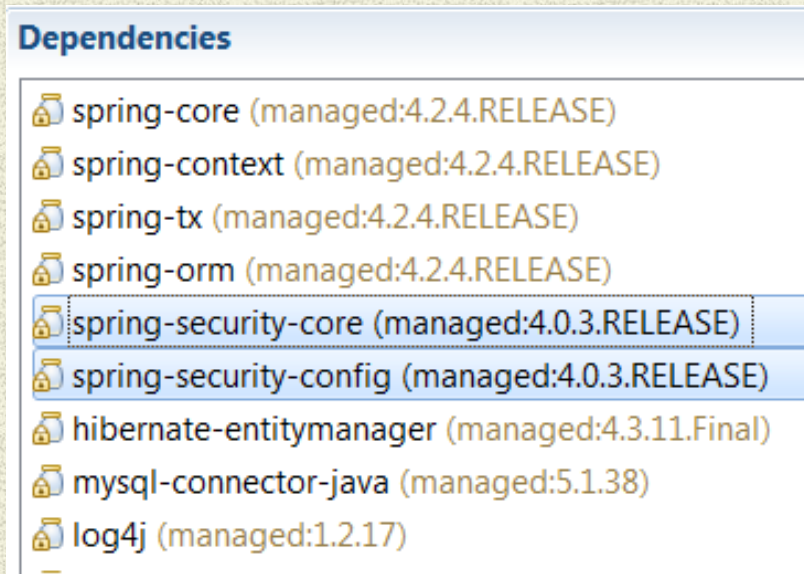 Dependencies
spring-core (managed:4.2.4.RELEASE)
spring-context (managed:4.2.4.RELEASE)
spring-tx (managed:4.2.4.RELEASE)
spring-orm (managed:4.2.4.RELEASE)
spring-security-core (managed:4.0.3.RELEASE)
spring-security-config (managed:4.0.3.RELEASE)
hibernate-entitymanager (managed:4.3.11.Final)
mysql-connector-java (managed:5.1.38)
log4j (managed:1.2.17)